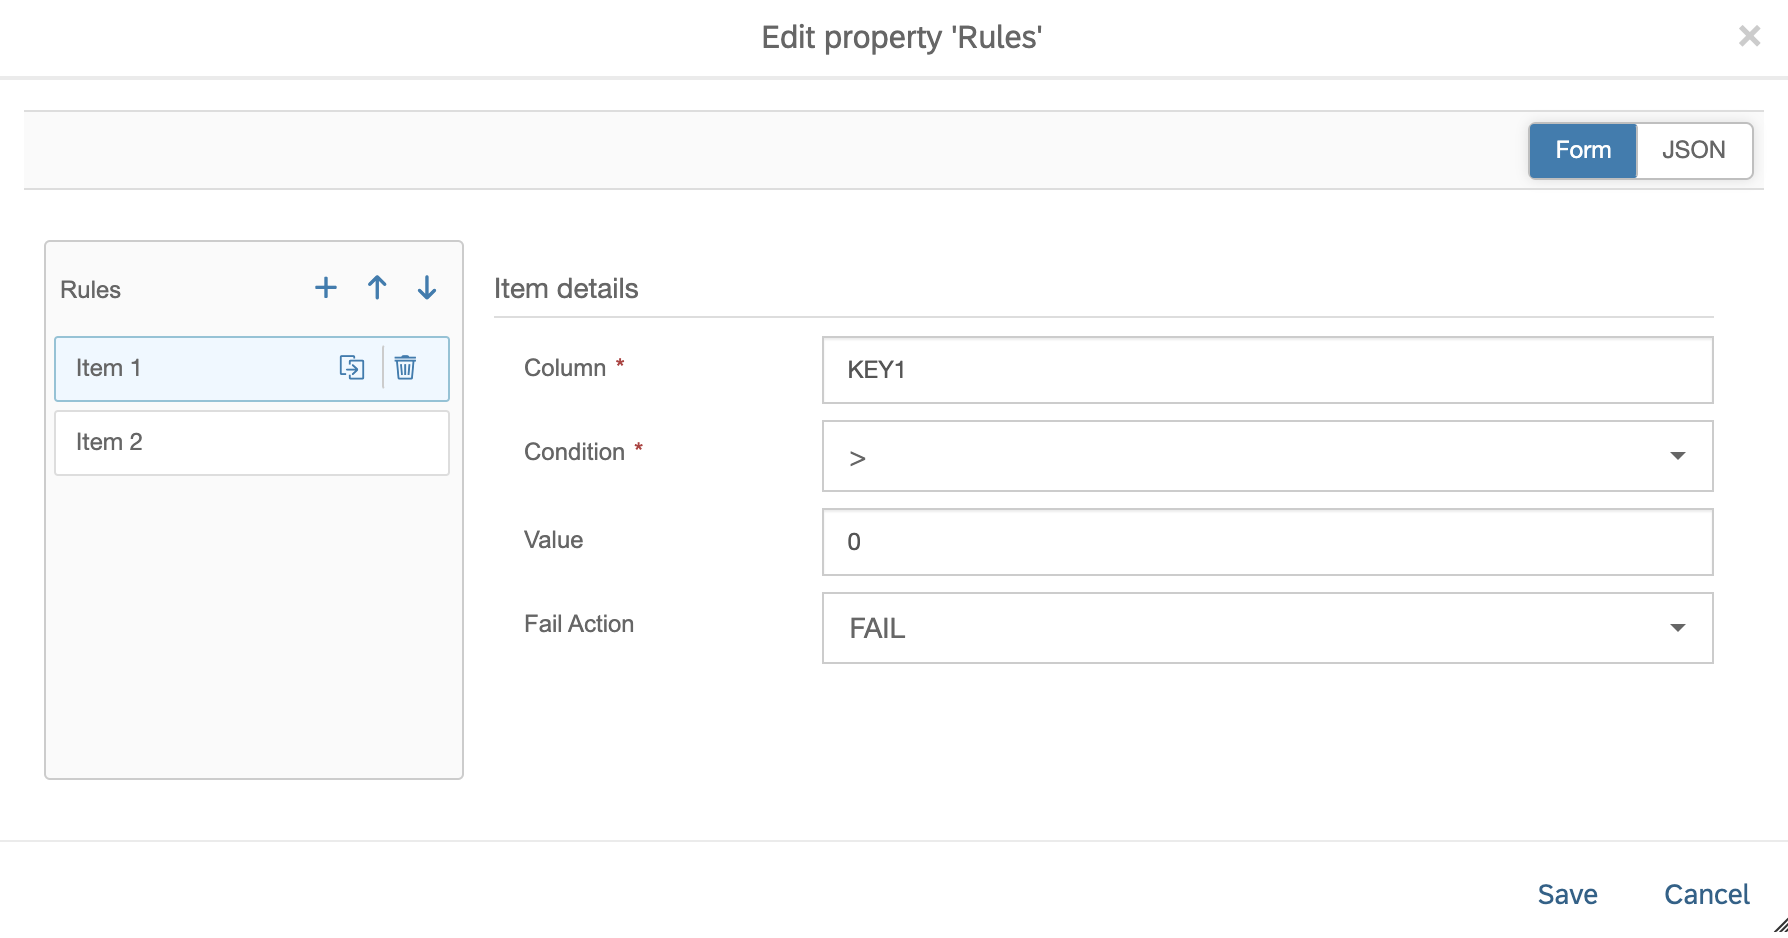 Edit property 'Rules'
Form JSON
Rules
Item 1
Item 2
Item details
Column *
KEY1
Condition *
>
Value
0
Fail Action
FAIL
Save Cancel